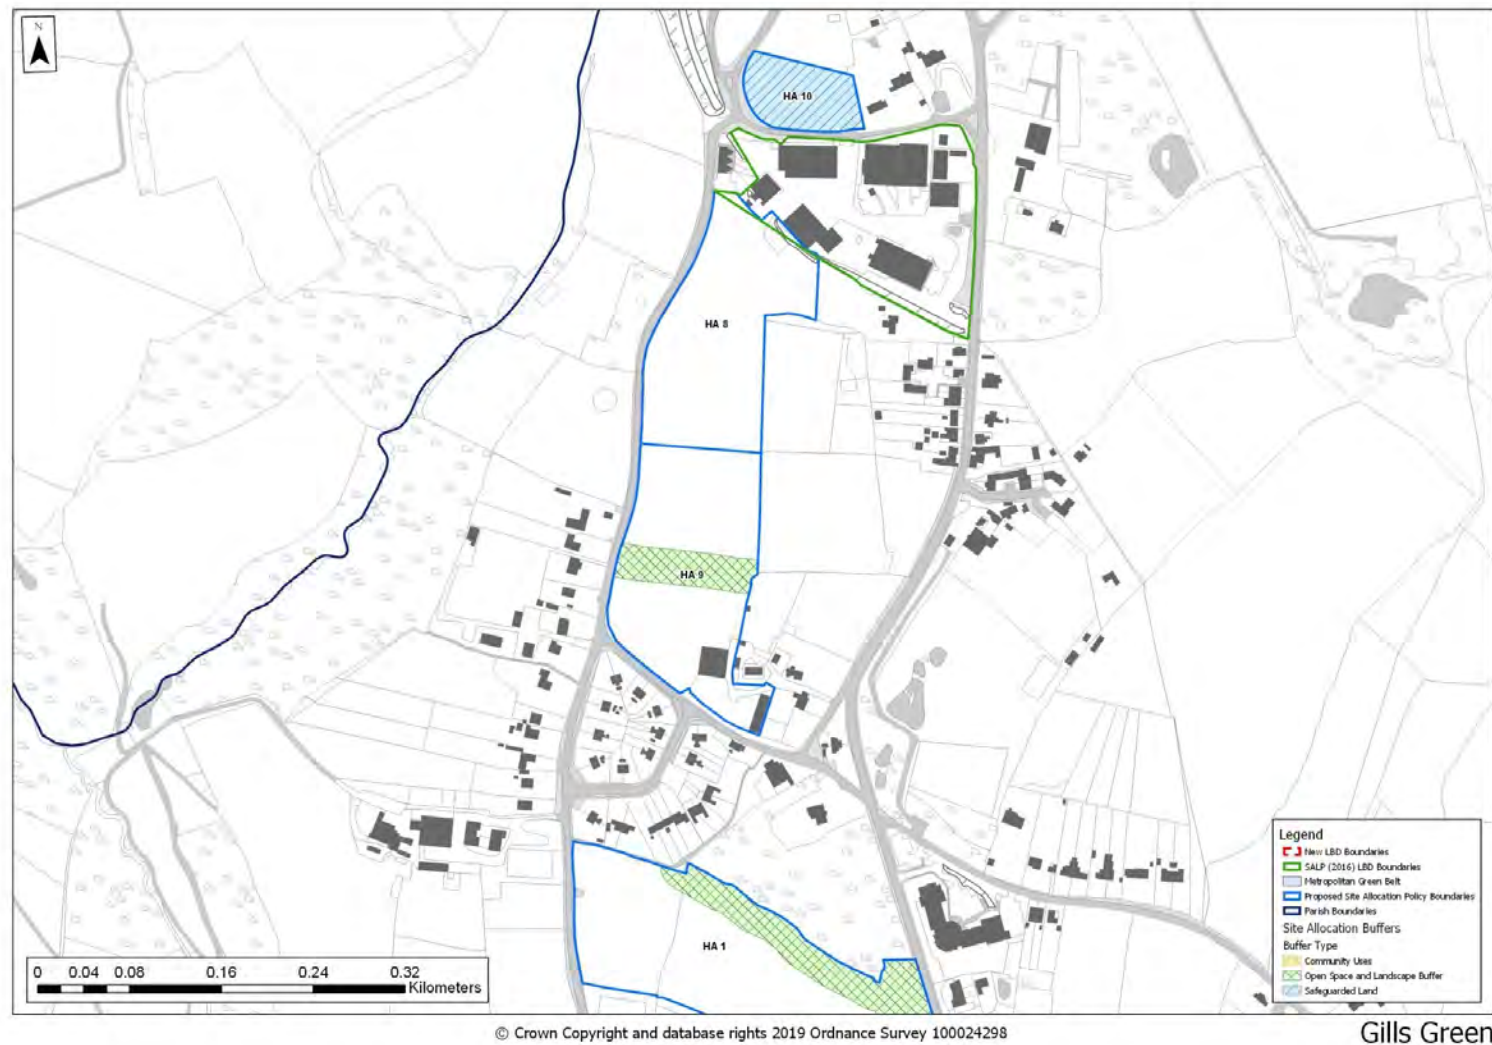 N
HA 10
HA 8
HA 9
HA 1
Legend
New LBD Boundaries
SALP (2016) LBD Boundaries
Metropolitan Green Belt
Proposed Site Allocation Policy Boundaries
Parish Boundaries
Site Allocation Buffers
Buffer Type
Community Uses
Open Space and Landscape Buffer
Safeguarded Land
0 0.04 0.08 0.16 0.24 0.32
Kilometers
© Crown Copyright and database rights 2019 Ordnance Survey 100024298
Gills Green